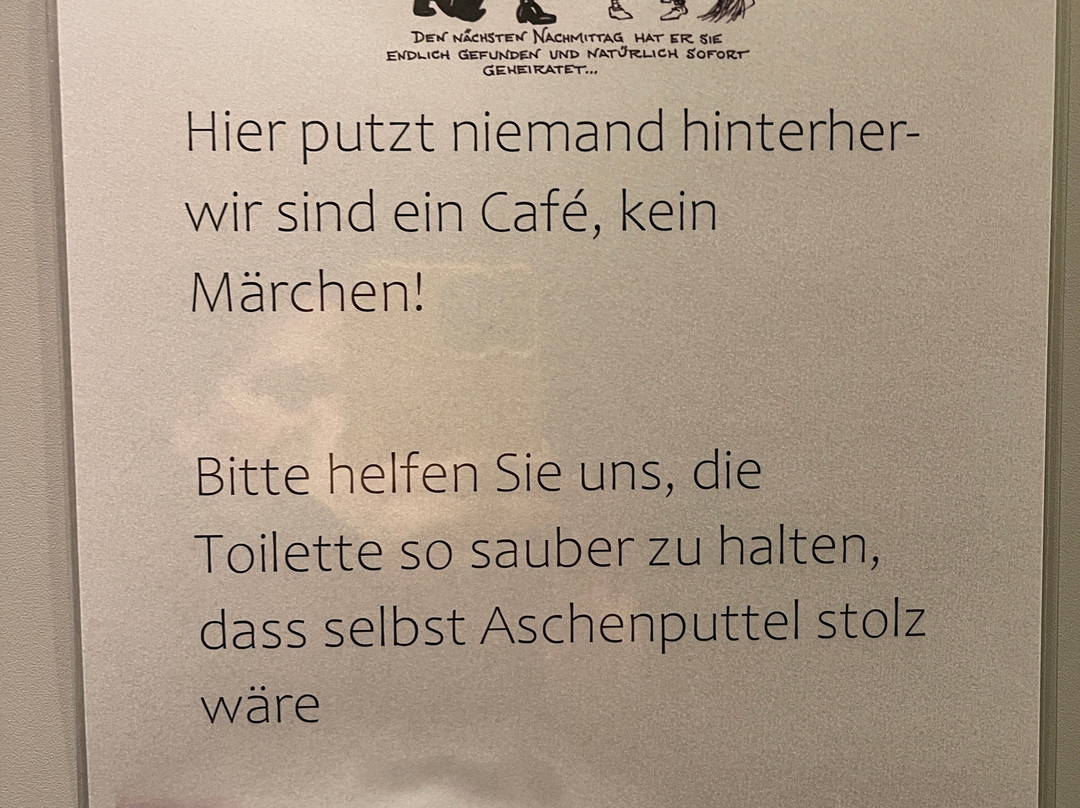 DEN NÄCHSTEN NACHMITTAG HAT ER SIE
ENDLICH GEFUNDEN UND NATÜRLICH SOFORT
GEHEIRATET...
Hier putzt niemand hinterher-
wir sind ein Café, kein
Märchen!
Bitte helfen Sie uns, die
Toilette so sauber zu halten,
dass selbst Aschenputtel stolz
wäre